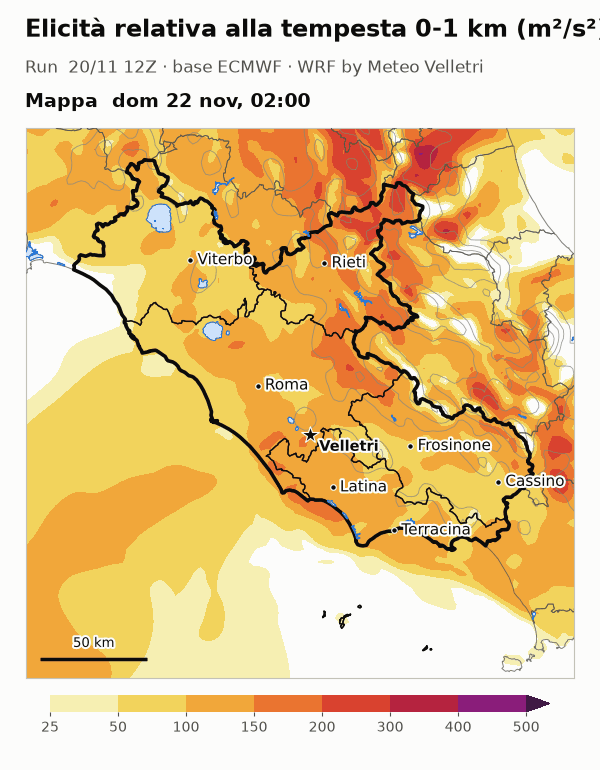 Elicità relativa alla tempesta 0-1 km (m²/s²)
Run 20/11 12Z · base ECMWF · WRF by Meteo Velletri
Mappa dom 22 nov, 02:00
Viterbo
Rieti
Roma
Velletri
Frosinone
Cassino
Latina
Terracina
50 km
25 50 100 150 200 300 400 500